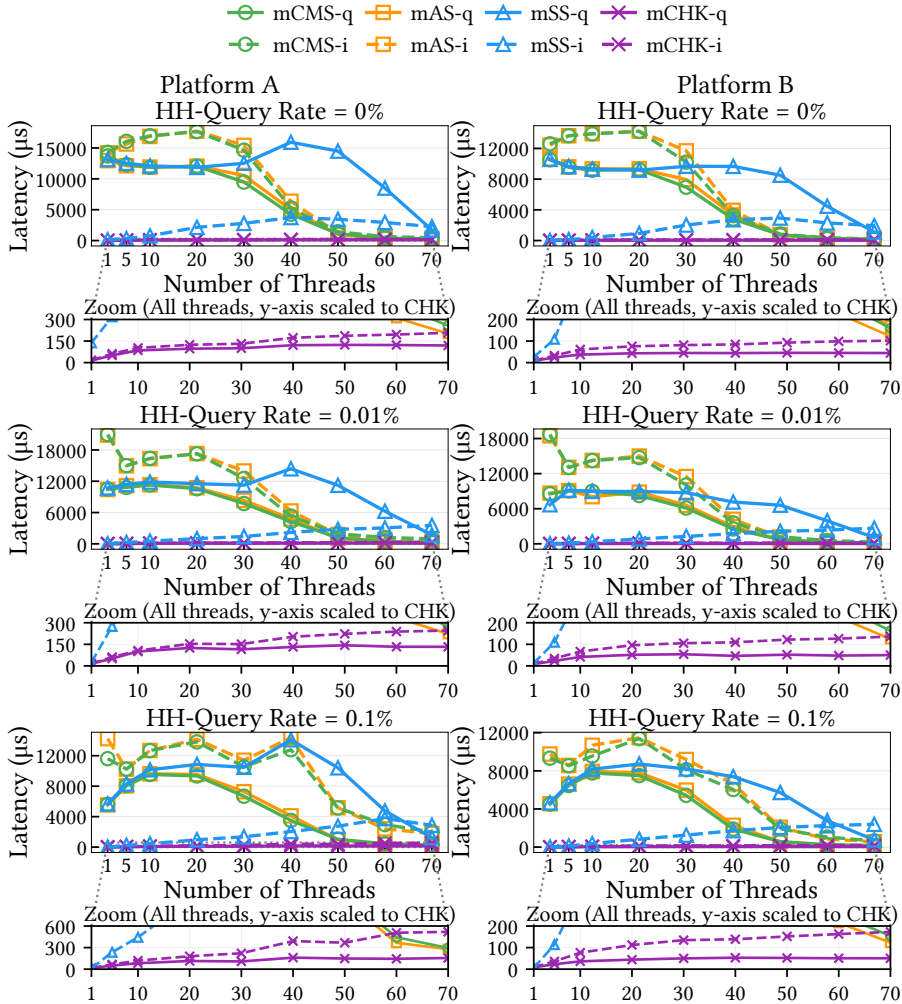 mCMS-q mAS-q mSS-q mCHK-q
mCMS-i mAS-i mSS-i mCHK-i
Platform A
HH-Query Rate = 0%
Latency (μs)
15000
10000
5000
0
1 5 10 20 30 40 50 60 70
Number of Threads
Zoom (All threads, y-axis scaled to CHK)
300
150
0
1 10 20 30 40 50 60 70
HH-Query Rate = 0.01%
Latency (μs)
18000
12000
6000
0
1 5 10 20 30 40 50 60 70
Number of Threads
Zoom (All threads, y-axis scaled to CHK)
300
150
0
1 10 20 30 40 50 60 70
HH-Query Rate = 0.1%
Latency (μs)
12000
8000
4000
0
1 5 10 20 30 40 50 60 70
Number of Threads
Zoom (All threads, y-axis scaled to CHK)
600
300
0
1 10 20 30 40 50 60 70
Platform B
HH-Query Rate = 0%
Latency (μs)
12000
8000
4000
0
1 5 10 20 30 40 50 60 70
Number of Threads
Zoom (All threads, y-axis scaled to CHK)
200
100
0
1 10 20 30 40 50 60 70
HH-Query Rate = 0.01%
Latency (μs)
18000
12000
6000
0
1 5 10 20 30 40 50 60 70
Number of Threads
Zoom (All threads, y-axis scaled to CHK)
200
100
0
1 10 20 30 40 50 60 70
HH-Query Rate = 0.1%
Latency (μs)
12000
8000
4000
0
1 5 10 20 30 40 50 60 70
Number of Threads
Zoom (All threads, y-axis scaled to CHK)
200
100
0
1 10 20 30 40 50 60 70